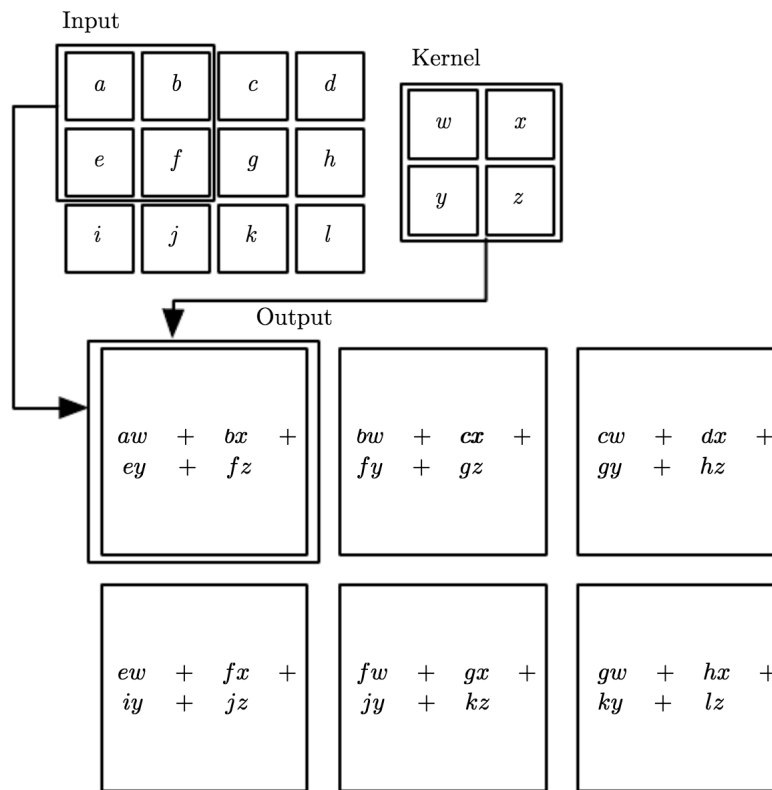 Input
a b c d
e f g h
i j k l
Kernel
w x
y z
Output
aw + bx +
ey + fz
bw + cx +
fy + gz
cw + dx +
gy + hz
ew + fx +
iy + jz
fw + gx +
jy + kz
gw + hx +
ky + lz